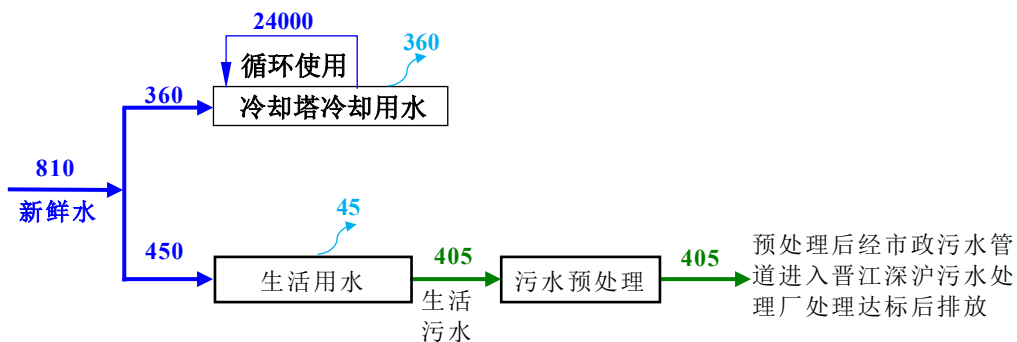 24000
360
循环使用
360
冷却塔冷却用水
810
新鲜水
45
450
生活用水
405
生活
污水
污水预处理
405
预处理后经市政污水管
道进入晋江深沪污水处
理厂处理达标后排放